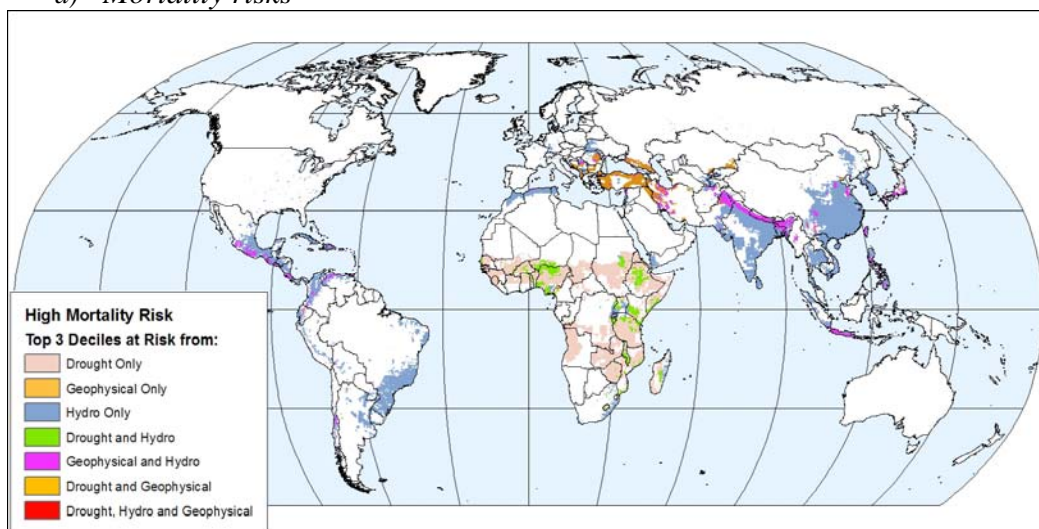 a) Mortality risks
High Mortality Risk
Top 3 Deciles at Risk from:
Drought Only
Geophysical Only
Hydro Only
Drought and Hydro
Geophysical and Hydro
Drought and Geophysical
Drought, Hydro and Geophysical